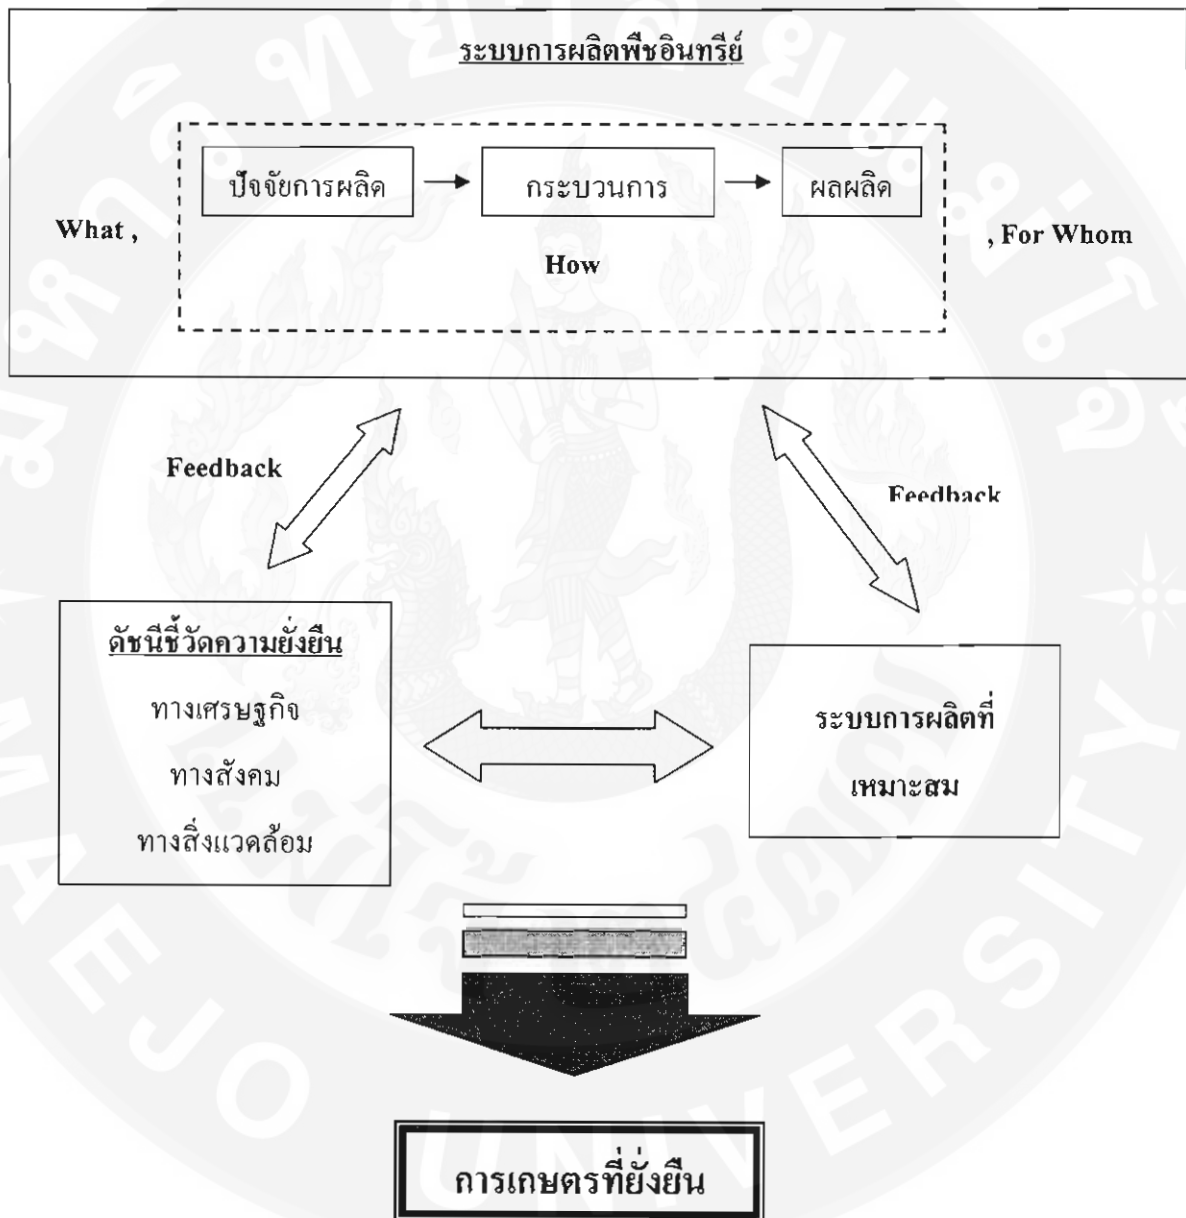 ระบบการผลิตพืชอินทรีย์
ปัจจัยการผลิต
กระบวนการ
ผลผลิต
What ,
How
, For Whom
Feedback
Feedback
ดัชนีชี้วัดความยั่งยืน
ทางเศรษฐกิจ
ทางสังคม
ทางสิ่งแวดล้อม
ระบบการผลิตที่
เหมาะสม
การเกษตรที่ยั่งยืน
MAEJO UNIVERSITY